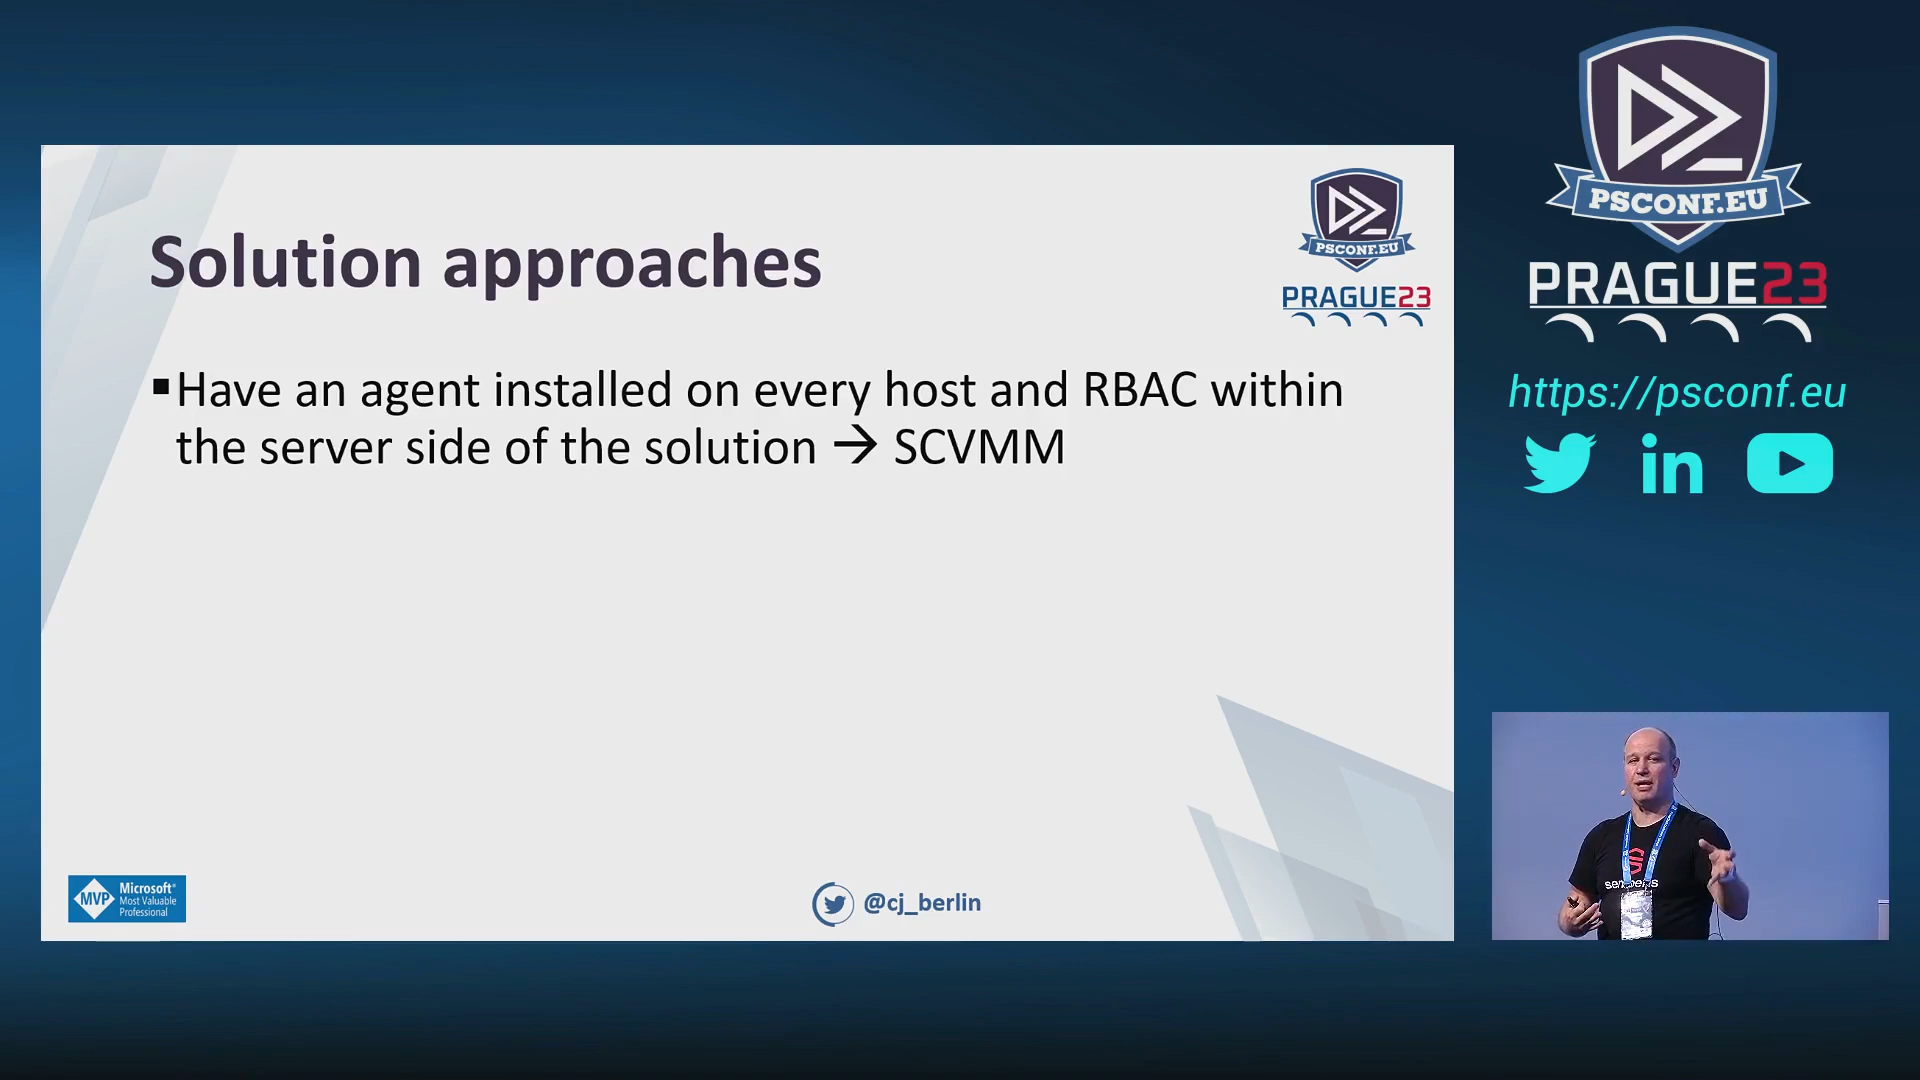 Solution approaches
PSCONF.EU
PRAGUE23
▪Have an agent installed on every host and RBAC within
the server side of the solution → SCVMM
MVP
Microsoft®
Most Valuable
Professional
@cj_berlin
PSCONF.EU
PRAGUE23
https://psconf.eu
in